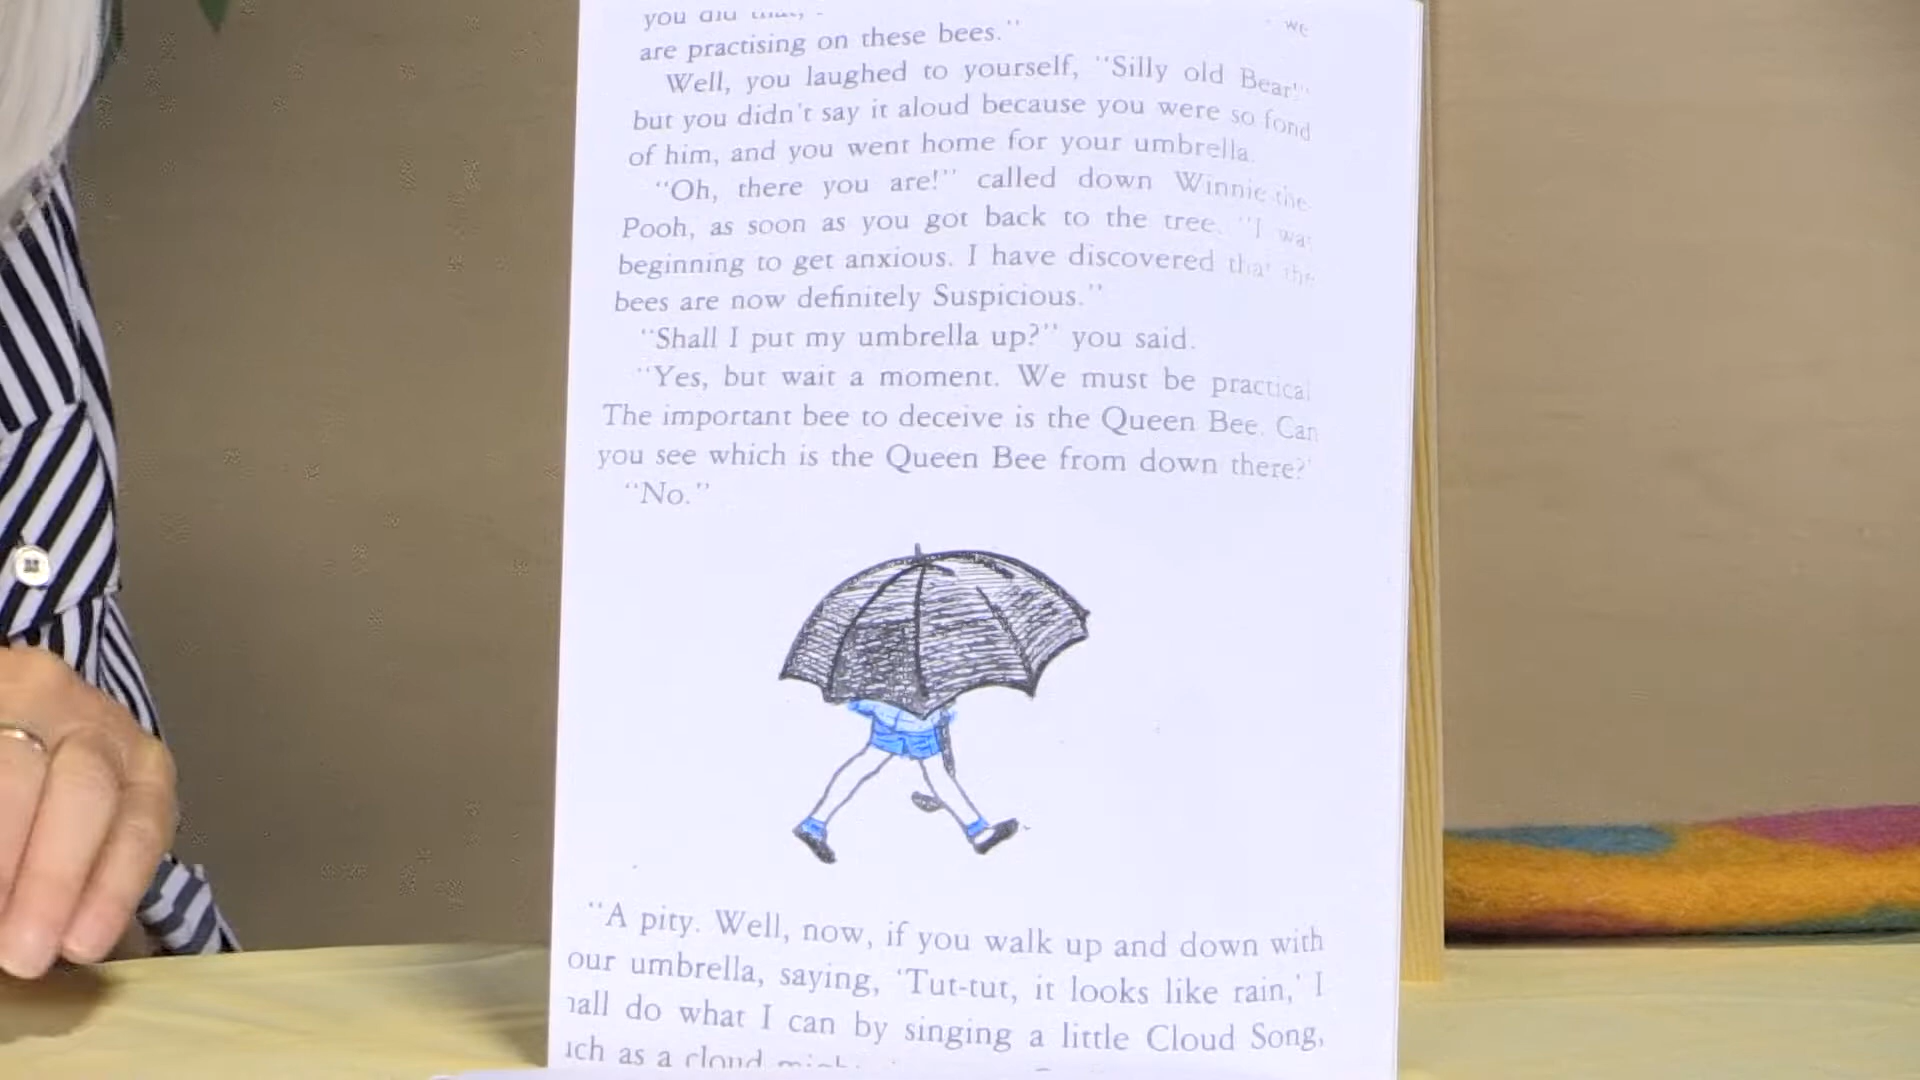 you did
are practising on these bees." we
Well, you laughed to yourself, "Silly old Bear!"
but you didn't say it aloud because you were so fond
of him, and you went home for your umbrella.
"Oh, there you are!" called down Winnie-the-
Pooh, as soon as you got back to the tree. "I was
beginning to get anxious. I have discovered that the
bees are now definitely Suspicious."
"Shall I put my umbrella up?" you said.
"Yes, but wait a moment. We must be practical
The important bee to deceive is the Queen Bee. Can
you see which is the Queen Bee from down there?"
"No."
"A pity. Well, now, if you walk up and down with
our umbrella, saying, 'Tut-tut, it looks like rain,' I
hall do what I can by singing a little Cloud Song,
uch as a cloud